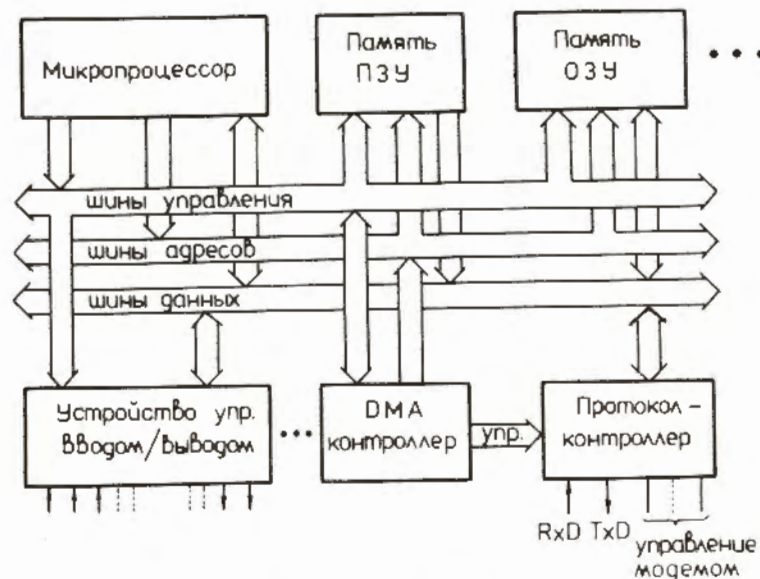 Микропроцессор
Память
ПЗУ
Память
ОЗУ
шины управления
шины адресов
шины данных
Устройство упр.
вводом/выводом
DMA
контроллер
упр.
Протокол-
контроллер
RxD TxD
управление
модемом